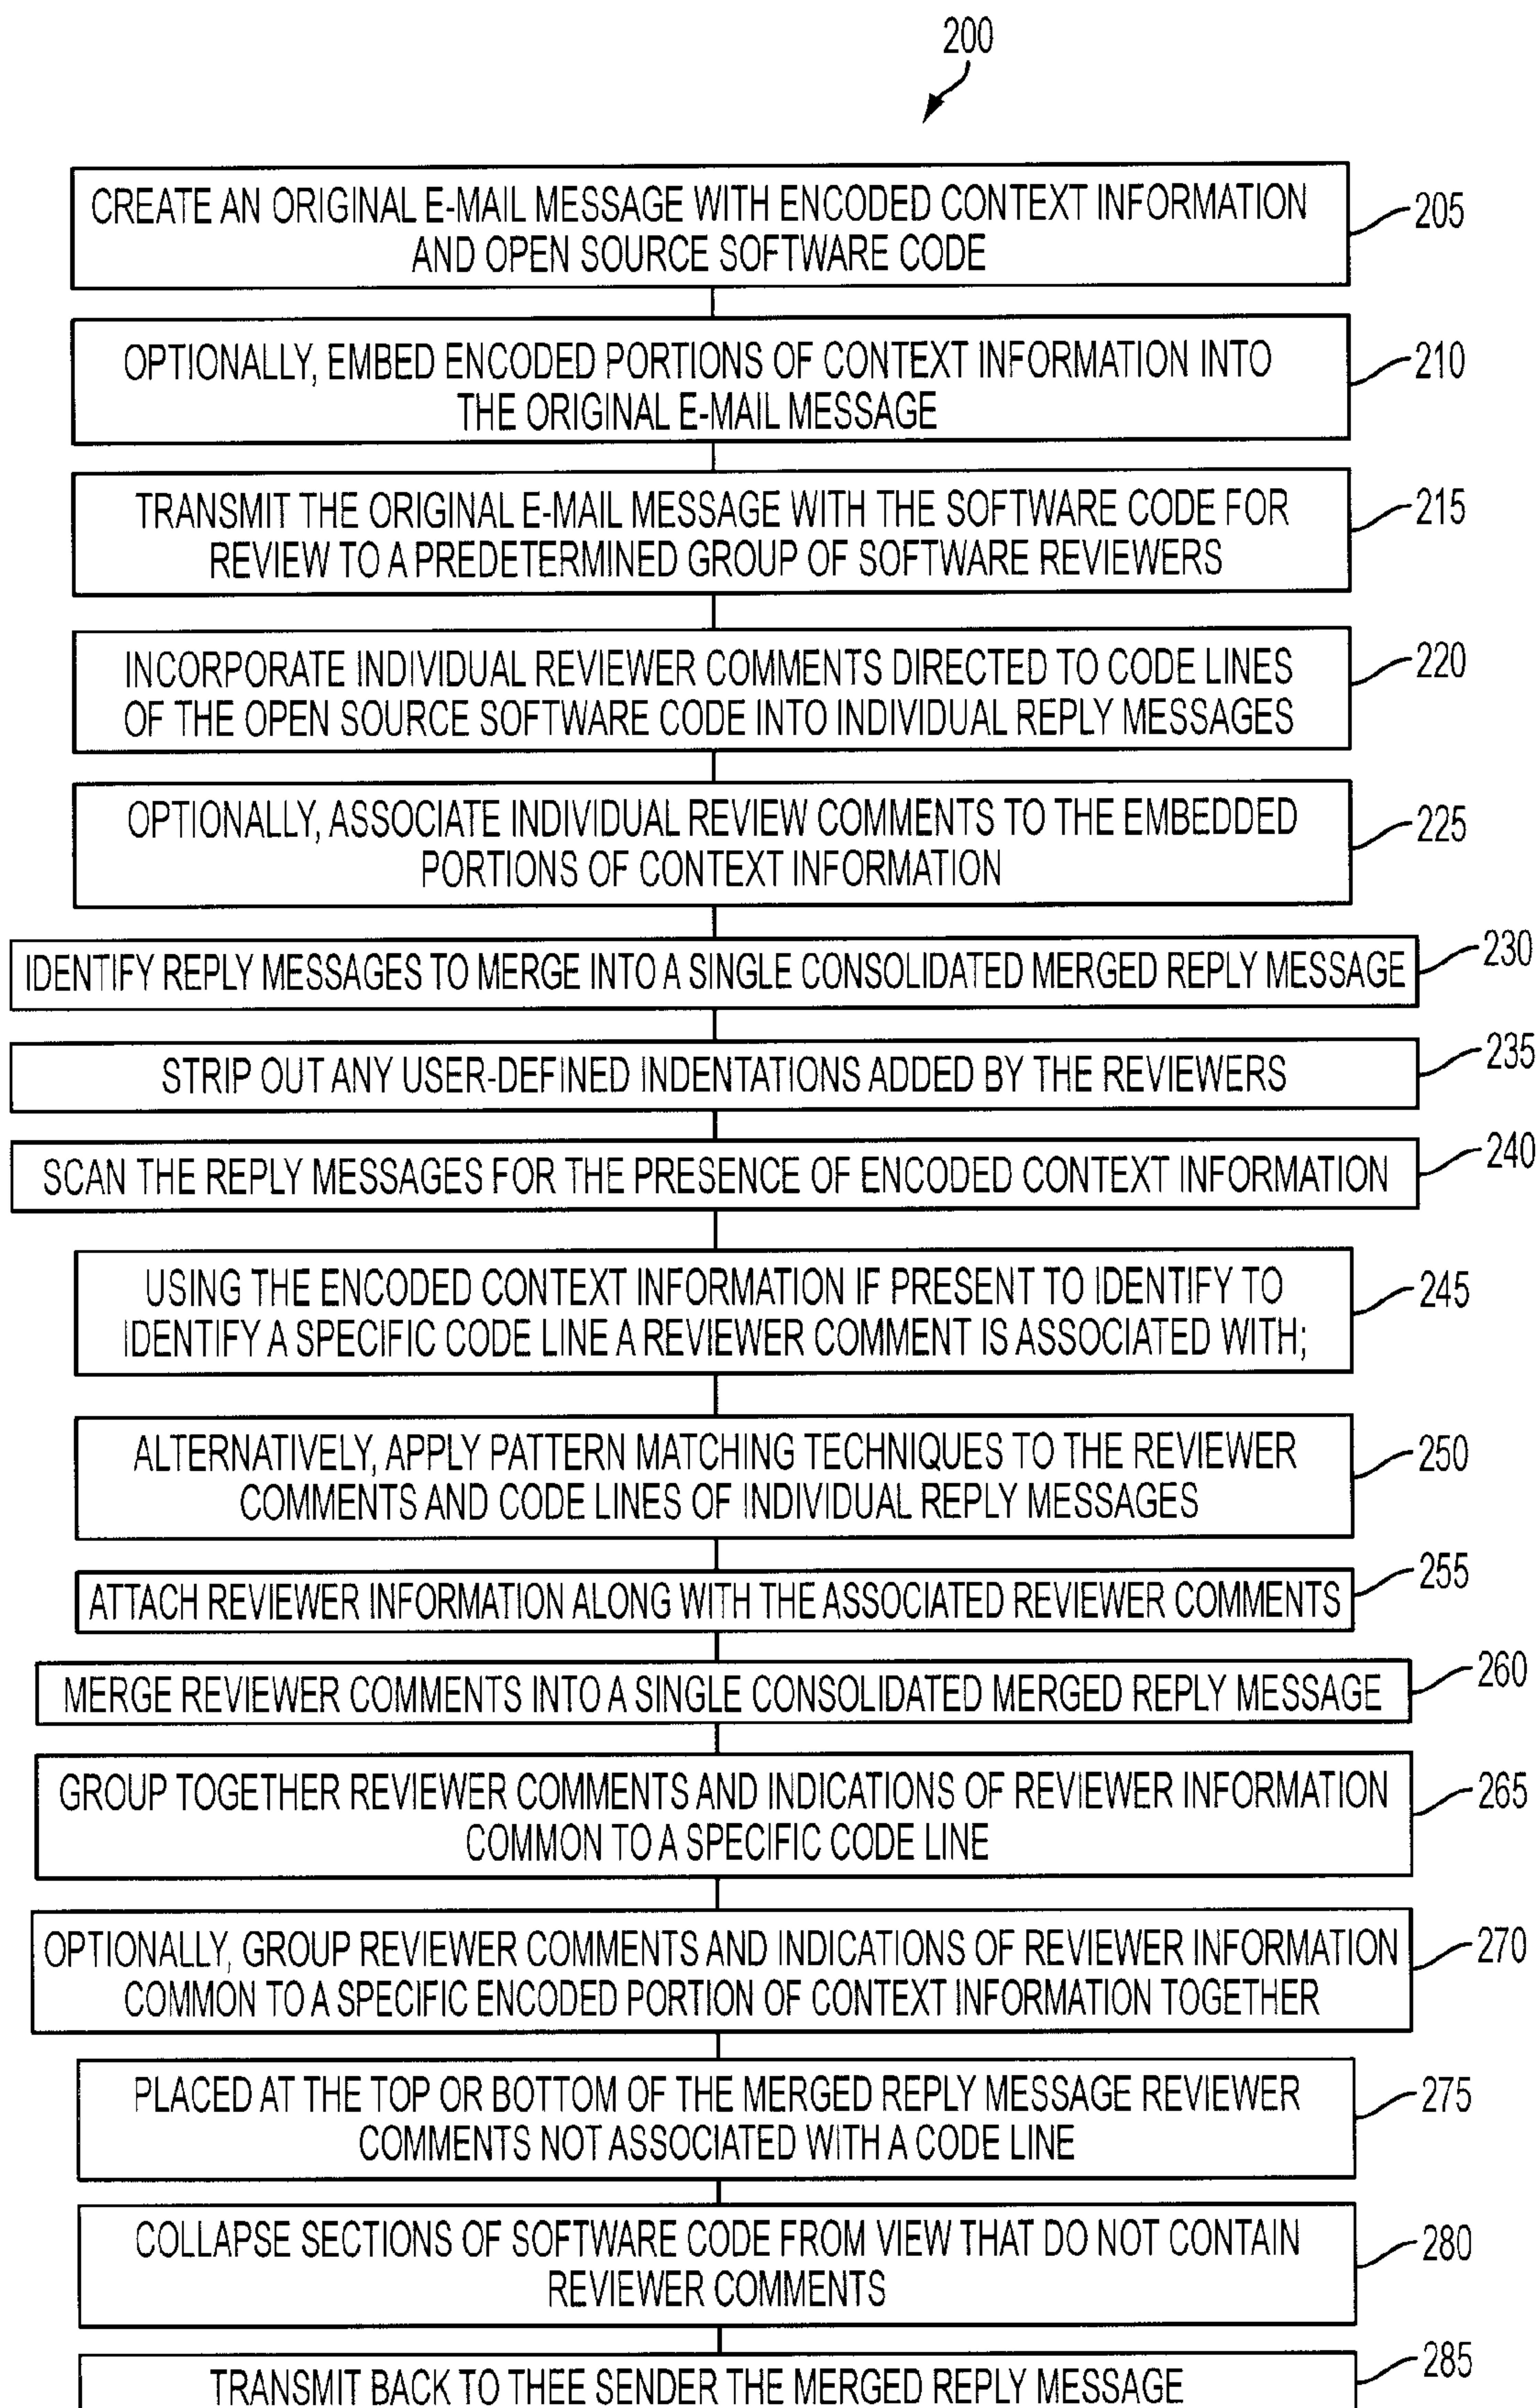 200
CREATE AN ORIGINAL E-MAIL MESSAGE WITH ENCODED CONTEXT INFORMATION
AND OPEN SOURCE SOFTWARE CODE
205
OPTIONALLY, EMBED ENCODED PORTIONS OF CONTEXT INFORMATION INTO
THE ORIGINAL E-MAIL MESSAGE
210
TRANSMIT THE ORIGINAL E-MAIL MESSAGE WITH THE SOFTWARE CODE FOR
REVIEW TO A PREDETERMINED GROUP OF SOFTWARE REVIEWERS
215
INCORPORATE INDIVIDUAL REVIEWER COMMENTS DIRECTED TO CODE LINES
OF THE OPEN SOURCE SOFTWARE CODE INTO INDIVIDUAL REPLY MESSAGES
220
OPTIONALLY, ASSOCIATE INDIVIDUAL REVIEW COMMENTS TO THE EMBEDDED
PORTIONS OF CONTEXT INFORMATION
225
IDENTIFY REPLY MESSAGES TO MERGE INTO A SINGLE CONSOLIDATED MERGED REPLY MESSAGE
230
STRIP OUT ANY USER-DEFINED INDENTATIONS ADDED BY THE REVIEWERS
235
SCAN THE REPLY MESSAGES FOR THE PRESENCE OF ENCODED CONTEXT INFORMATION
240
USING THE ENCODED CONTEXT INFORMATION IF PRESENT TO IDENTIFY TO
IDENTIFY A SPECIFIC CODE LINE A REVIEWER COMMENT IS ASSOCIATED WITH;
245
ALTERNATIVELY, APPLY PATTERN MATCHING TECHNIQUES TO THE REVIEWER
COMMENTS AND CODE LINES OF INDIVIDUAL REPLY MESSAGES
250
ATTACH REVIEWER INFORMATION ALONG WITH THE ASSOCIATED REVIEWER COMMENTS
255
MERGE REVIEWER COMMENTS INTO A SINGLE CONSOLIDATED MERGED REPLY MESSAGE
260
GROUP TOGETHER REVIEWER COMMENTS AND INDICATIONS OF REVIEWER INFORMATION
COMMON TO A SPECIFIC CODE LINE
265
OPTIONALLY, GROUP REVIEWER COMMENTS AND INDICATIONS OF REVIEWER INFORMATION
COMMON TO A SPECIFIC ENCODED PORTION OF CONTEXT INFORMATION TOGETHER
270
PLACED AT THE TOP OR BOTTOM OF THE MERGED REPLY MESSAGE REVIEWER
COMMENTS NOT ASSOCIATED WITH A CODE LINE
275
COLLAPSE SECTIONS OF SOFTWARE CODE FROM VIEW THAT DO NOT CONTAIN
REVIEWER COMMENTS
280
TRANSMIT BACK TO THEE SENDER THE MERGED REPLY MESSAGE
285